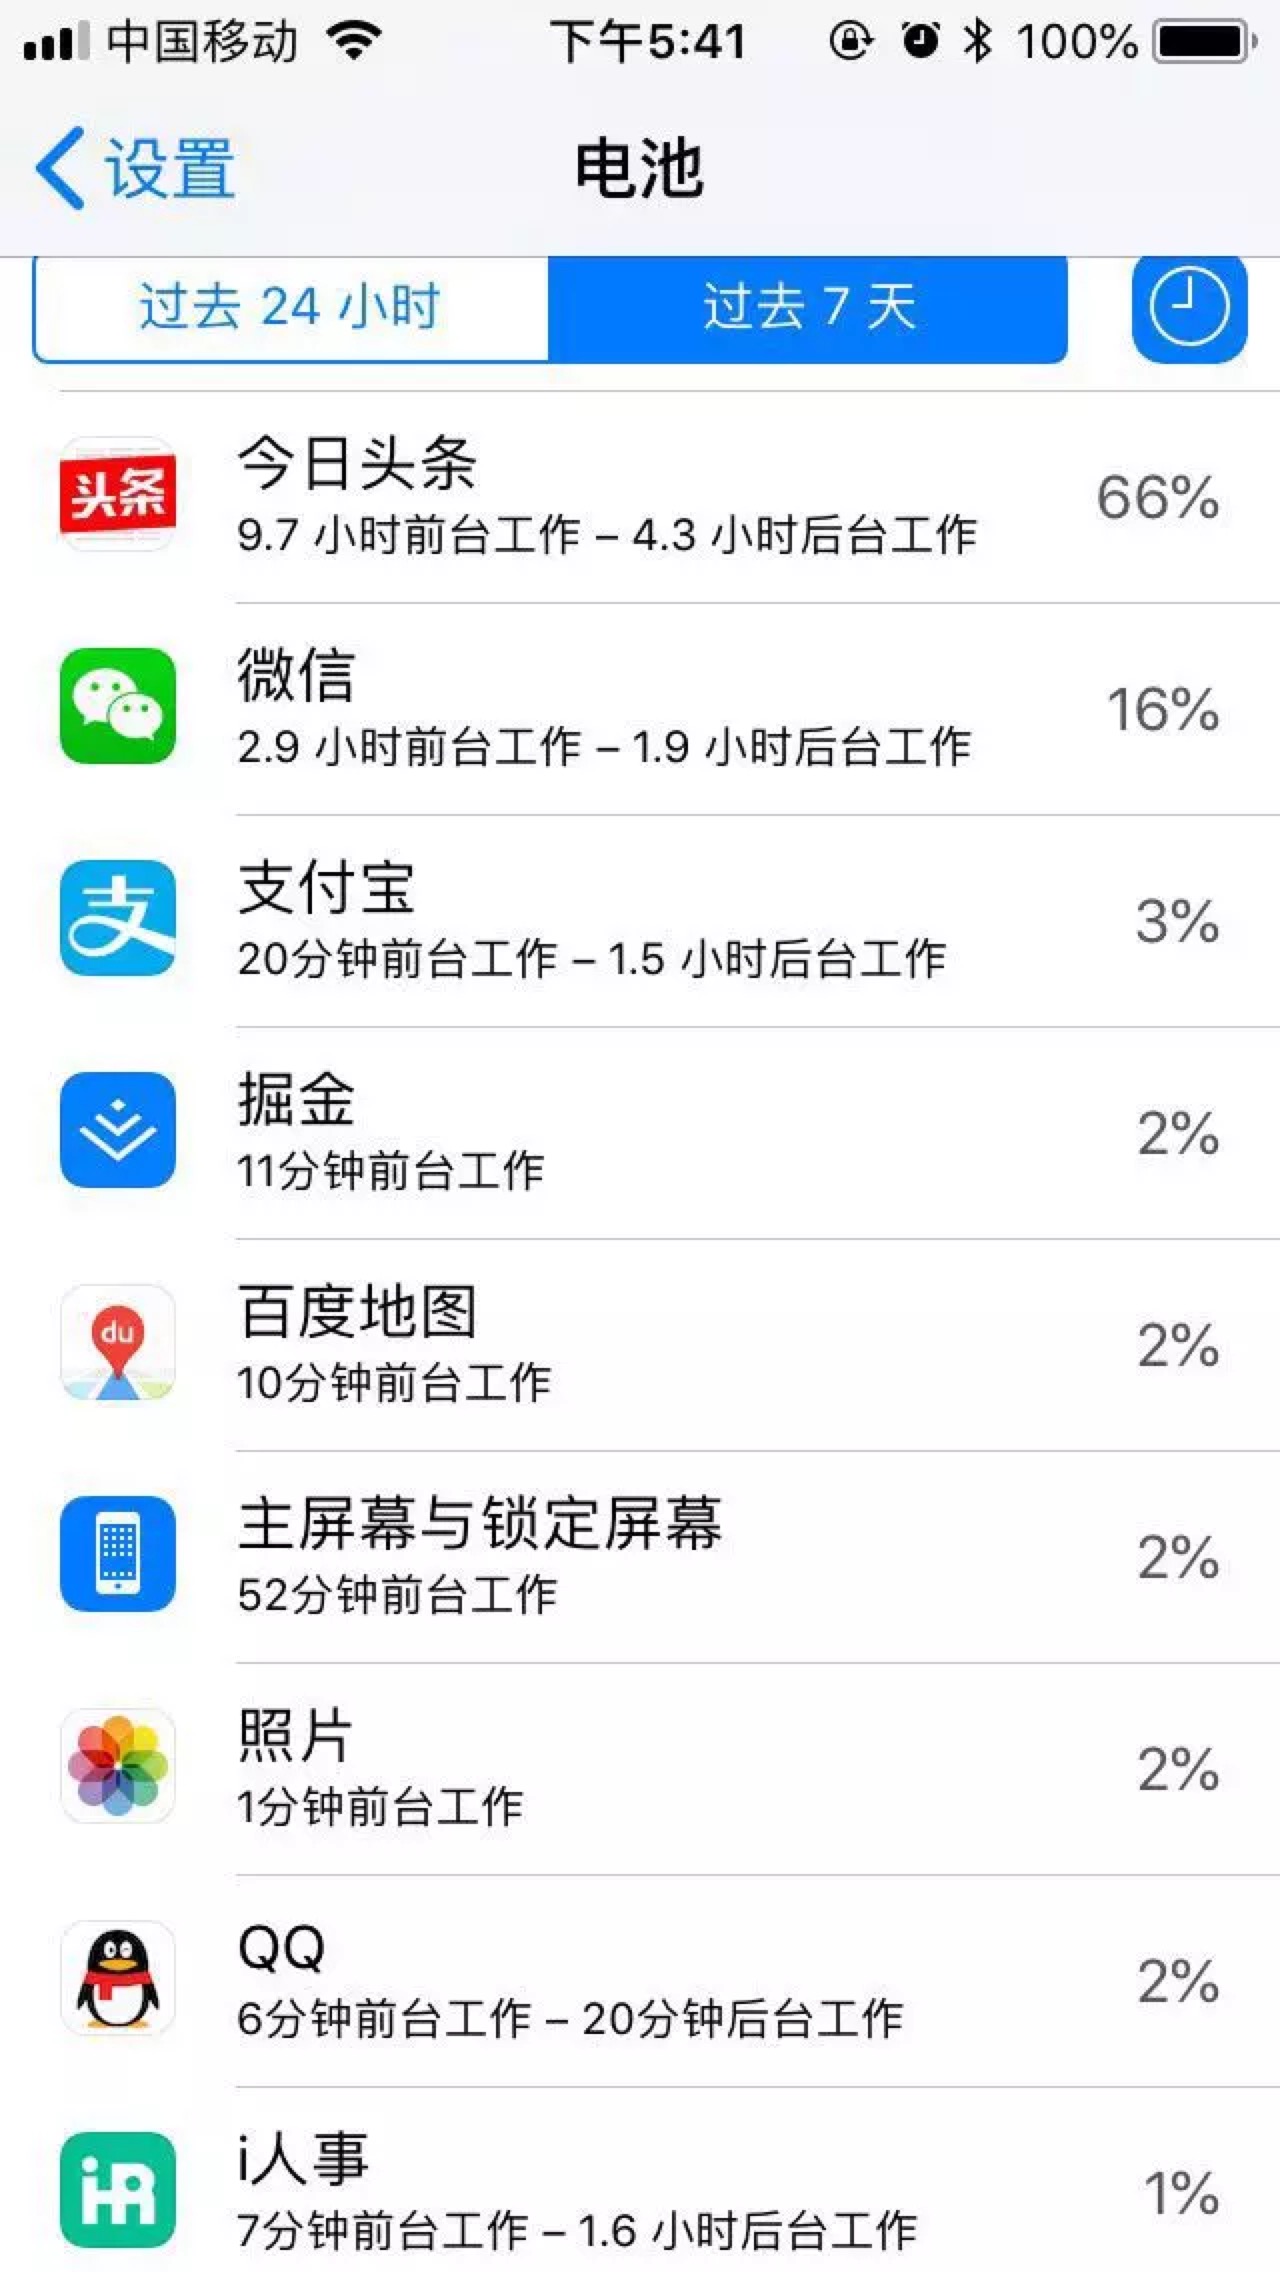 中国移动 下午5:41 100%
设置 电池
过去 24 小时 过去 7 天
头条
今日头条
9.7 小时前台工作 – 4.3 小时后台工作
66%
微信
2.9 小时前台工作 – 1.9 小时后台工作
16%
支
支付宝
20分钟前台工作 – 1.5 小时后台工作
3%
掘金
11分钟前台工作
2%
du
百度地图
10分钟前台工作
2%
主屏幕与锁定屏幕
52分钟前台工作
2%
照片
1分钟前台工作
2%
QQ
6分钟前台工作 – 20分钟后台工作
2%
iHR
i人事
7分钟前台工作 – 1.6 小时后台工作
1%